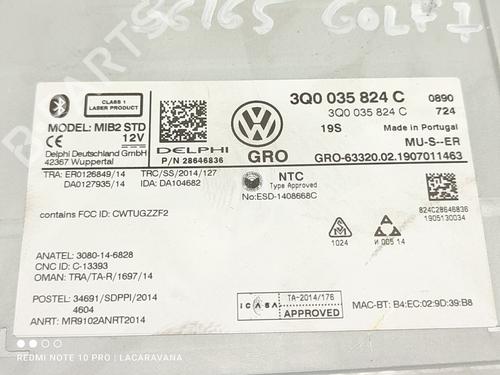 S6165 GOLF 7
CLASS 1
LASER PRODUCT
MODEL: MIB2 STD
12V
Delphi Deutschland GmbH
42367 Wuppertal
DELPHI
P/N 28646836
GRO
3Q0 035 824 C
0890
3Q0 035 824 C
724
19S
Made in Portugal
MU-S--ER
GRO-63320.02.1907011463
TRA: ER0126849/14
DA0127935/14
TRC/SS/2014/127
IDA: DA104682
NTC
Type Approved
No:ESD-1408668C
contains FCC ID: CWTUGZZF2
1024
И 005 14
824C28646836
1905130034
ANATEL: 3080-14-6828
CNC ID: C-13393
OMAN: TRA/TA-R/1697/14
POSTEL: 34691/SDPPI/2014
4604
ANRT: MR9102ANRT2014
ICASA
TA-2014/176
APPROVED
MAC-BT: B4:EC:02:9D:39:B8
REDMI NOTE 10 PRO | LACARAVANA